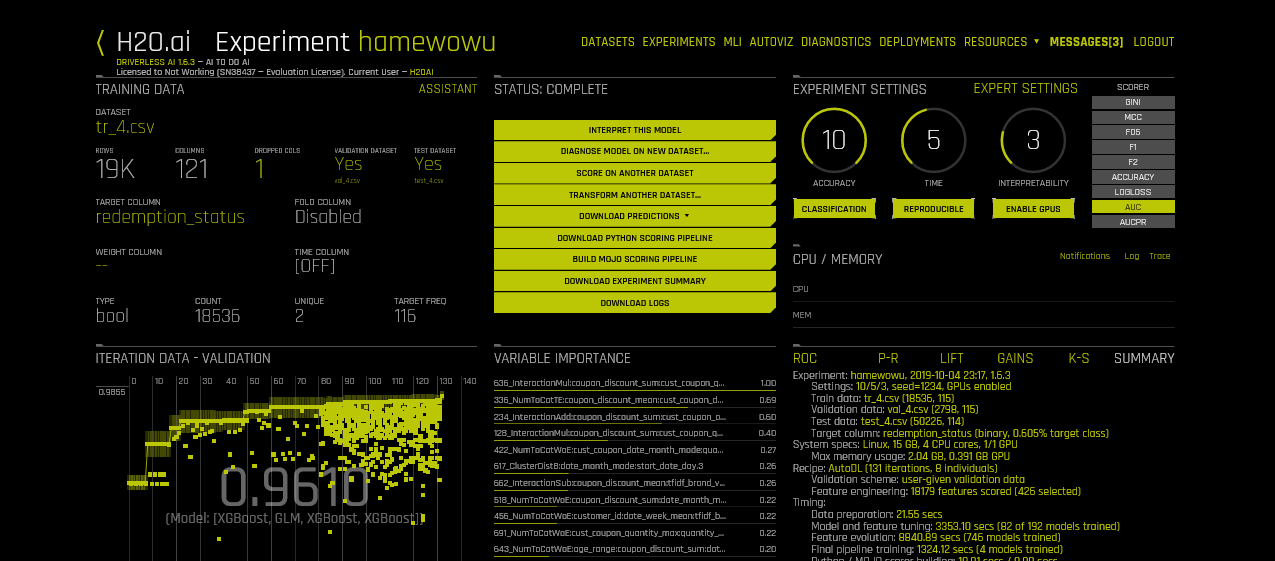 H2O.ai Experiment hamewowu
DATASETS EXPERIMENTS MLI AUTOVIZ DIAGNOSTICS DEPLOYMENTS RESOURCES MESSAGES[3] LOGOUT
DRIVERLESS AI 1.6.3 — AI TO DO AI
Licensed to Not Working (SN38437 — Evaluation License), Current User — H2OAI
TRAINING DATA ASSISTANT
DATASET
tr_4.csv
ROWS COLUMNS DROPPED COLS VALIDATION DATASET TEST DATASET
19K 121 1 Yes Yes
val_4.csv test_4.csv
TARGET COLUMN FOLD COLUMN
redemption_status Disabled
WEIGHT COLUMN TIME COLUMN
-- [OFF]
TYPE COUNT UNIQUE TARGET FREQ
bool 18536 2 116
STATUS: COMPLETE
INTERPRET THIS MODEL
DIAGNOSE MODEL ON NEW DATASET...
SCORE ON ANOTHER DATASET
TRANSFORM ANOTHER DATASET...
DOWNLOAD PREDICTIONS
DOWNLOAD PYTHON SCORING PIPELINE
BUILD MOJO SCORING PIPELINE
DOWNLOAD EXPERIMENT SUMMARY
DOWNLOAD LOGS
EXPERIMENT SETTINGS EXPERT SETTINGS
10 5 3
ACCURACY TIME INTERPRETABILITY
CLASSIFICATION REPRODUCIBLE ENABLE GPUS
SCORER
GINI
MCC
F05
F1
F2
ACCURACY
LOGLOSS
AUC
AUCPR
CPU / MEMORY Notifications Log Trace
CPU
MEM
ITERATION DATA - VALIDATION
0 10 20 30 40 50 60 70 80 90 100 110 120 130 140
0.9855
0.9610
(Model: [XGBoost, GLM, XGBoost, XGBoost])
VARIABLE IMPORTANCE
636_InteractionMul:coupon_discount_sum:cust_coupon_q... 1.00
336_NumToCatTE:coupon_discount_mean:cust_coupon_d... 0.69
234_InteractionAdd:coupon_discount_sum:cust_coupon_a... 0.60
128_InteractionMul:coupon_discount_sum:cust_coupon_q... 0.40
422_NumToCatWoE:cust_coupon_date_month_mode:quo... 0.27
617_ClusterDist8:date_month_mode:start_date_day.3 0.26
662_InteractionSub:coupon_discount_mean:tfidf_brand_v... 0.26
518_NumToCatWoE:coupon_discount_sum:date_month_m... 0.22
456_NumToCatWoE:customer_id:date_week_mean:tfidf_b... 0.22
691_NumToCatWoE:cust_coupon_quantity_max:quantity_... 0.22
643_NumToCatWoE:age_range:coupon_discount_sum:dat... 0.20
ROC P-R LIFT GAINS K-S SUMMARY
Experiment: hamewowu, 2019-10-04 23:17, 1.6.3
Settings: 10/5/3, seed=1234, GPUs enabled
Train data: tr_4.csv (18536, 115)
Validation data: val_4.csv (2798, 115)
Test data: test_4.csv (50226, 114)
Target column: redemption_status (binary, 0.605% target class)
System specs: Linux, 15 GB, 4 CPU cores, 1/1 GPU
Max memory usage: 2.04 GB, 0.391 GB GPU
Recipe: AutoDL (131 iterations, 8 individuals)
Validation scheme: user-given validation data
Feature engineering: 18179 features scored (426 selected)
Timing:
Data preparation: 21.55 secs
Model and feature tuning: 3353.10 secs (82 of 192 models trained)
Feature evolution: 8840.89 secs (746 models trained)
Final pipeline training: 1324.12 secs (4 models trained)